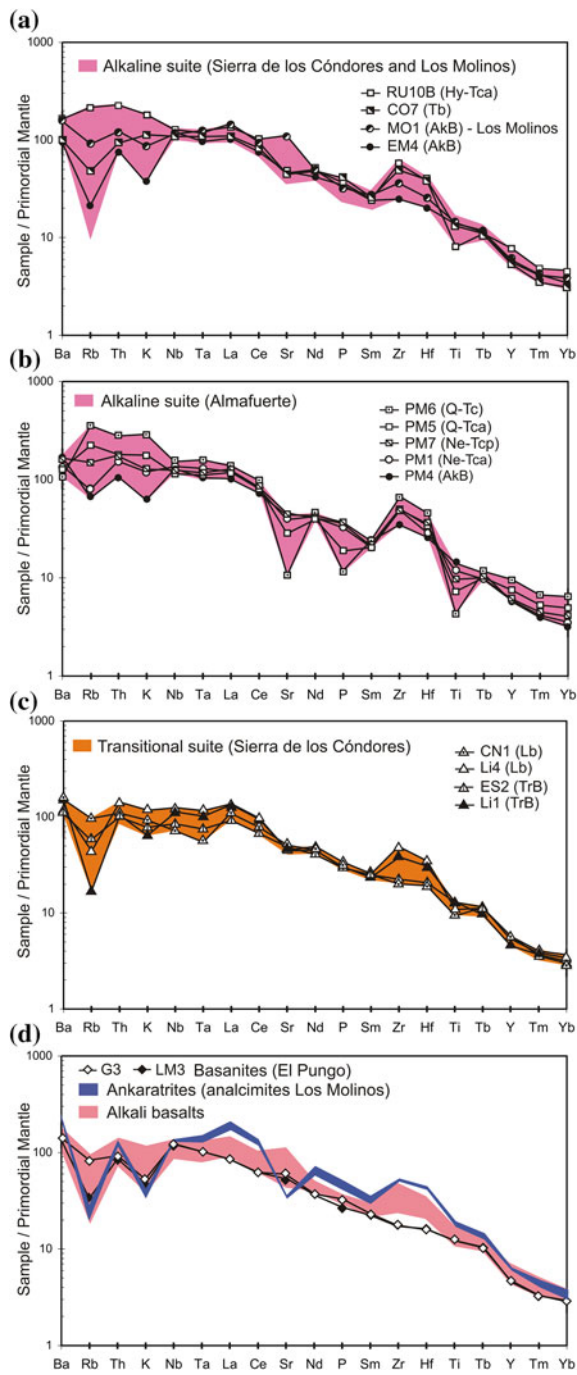 (a)
1000
100
10
1
Sample / Primordial Mantle
Alkaline suite (Sierra de los Cóndores and Los Molinos)
RU10B (Hy-Tca)
CO7 (Tb)
MO1 (AkB) - Los Molinos
EM4 (AkB)
Ba Rb Th K Nb Ta La Ce Sr Nd P Sm Zr Hf Ti Tb Y Tm Yb
(b)
1000
100
10
1
Sample / Primordial Mantle
Alkaline suite (Almafuerte)
PM6 (Q-Tc)
PM5 (Q-Tca)
PM7 (Ne-Tcp)
PM1 (Ne-Tca)
PM4 (AkB)
Ba Rb Th K Nb Ta La Ce Sr Nd P Sm Zr Hf Ti Tb Y Tm Yb
(c)
1000
100
10
1
Sample / Primordial Mantle
Transitional suite (Sierra de los Cóndores)
CN1 (Lb)
Li4 (Lb)
ES2 (TrB)
Li1 (TrB)
Ba Rb Th K Nb Ta La Ce Sr Nd P Sm Zr Hf Ti Tb Y Tm Yb
(d)
1000
100
10
1
Sample / Primordial Mantle
G3 LM3 Basanites (El Pungo)
Ankaratrites (analcimites Los Molinos)
Alkali basalts
Ba Rb Th K Nb Ta La Ce Sr Nd P Sm Zr Hf Ti Tb Y Tm Yb